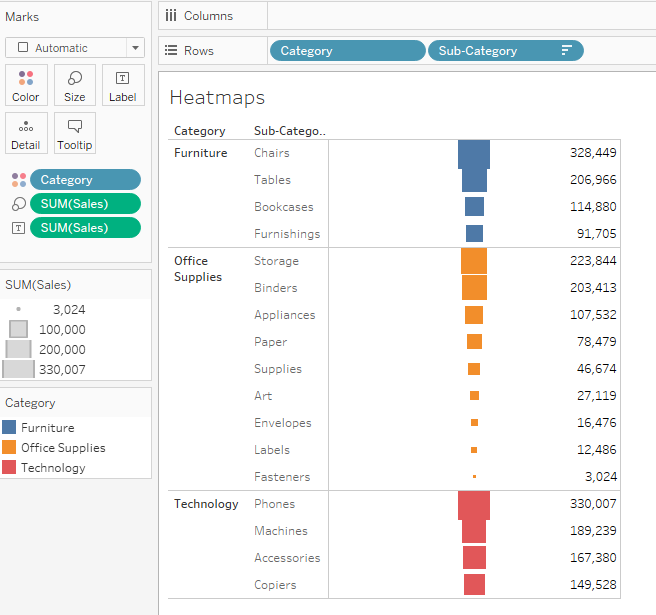 Marks
Columns
Automatic
Rows Category Sub-Category
Color Size Label
Detail Tooltip
Category
SUM(Sales)
SUM(Sales)
SUM(Sales)
3,024
100,000
200,000
330,007
Category
Furniture
Office Supplies
Technology
Heatmaps
Category Sub-Catego..
Furniture Chairs 328,449
Tables 206,966
Bookcases 114,880
Furnishings 91,705
Office Supplies Storage 223,844
Binders 203,413
Appliances 107,532
Paper 78,479
Supplies 46,674
Art 27,119
Envelopes 16,476
Labels 12,486
Fasteners 3,024
Technology Phones 330,007
Machines 189,239
Accessories 167,380
Copiers 149,528